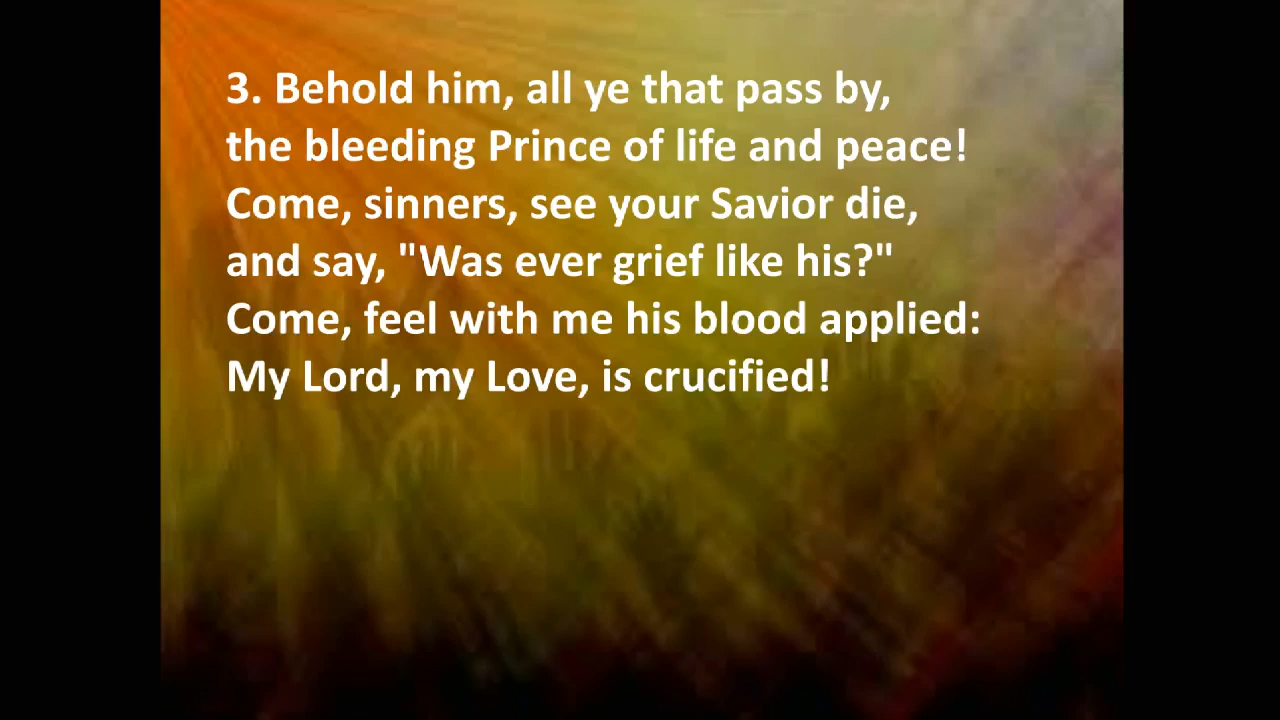 3. Behold him, all ye that pass by,
the bleeding Prince of life and peace!
Come, sinners, see your Savior die,
and say, "Was ever grief like his?"
Come, feel with me his blood applied:
My Lord, my Love, is crucified!